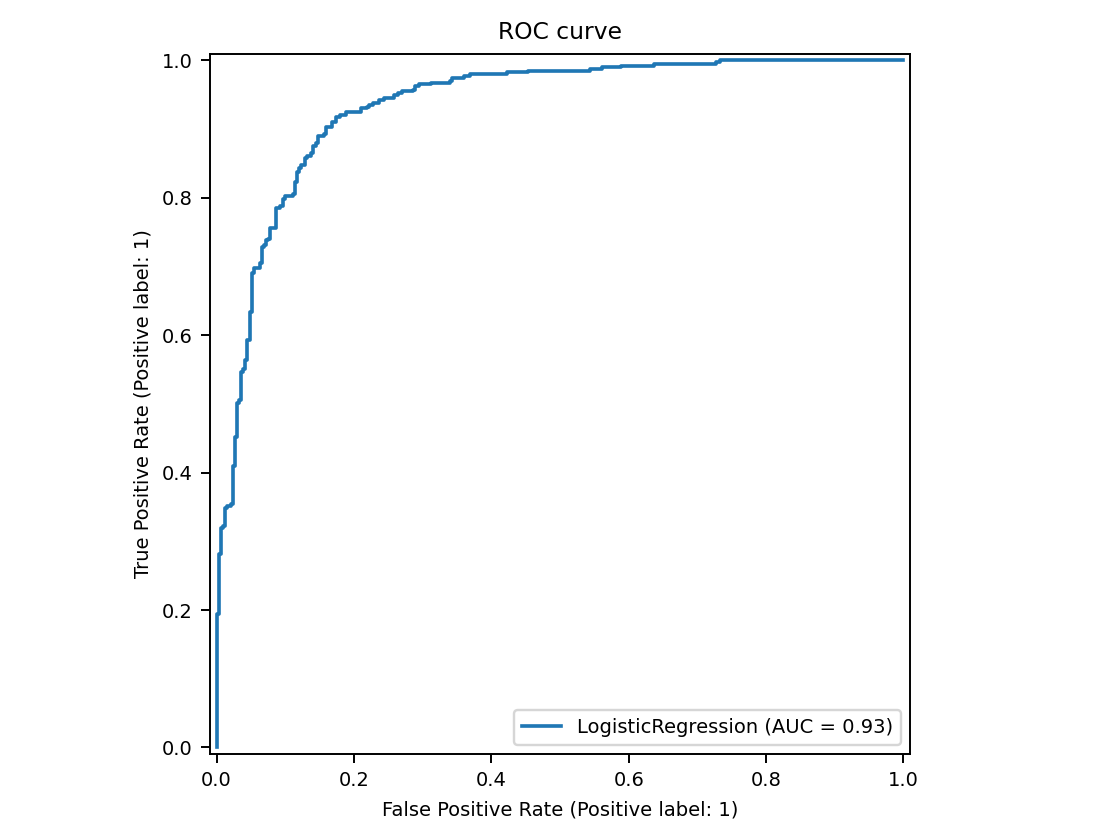 ROC curve
1.0
0.8
0.6
0.4
0.2
0.0
True Positive Rate (Positive label: 1)
LogisticRegression (AUC = 0.93)
0.0 0.2 0.4 0.6 0.8 1.0
False Positive Rate (Positive label: 1)